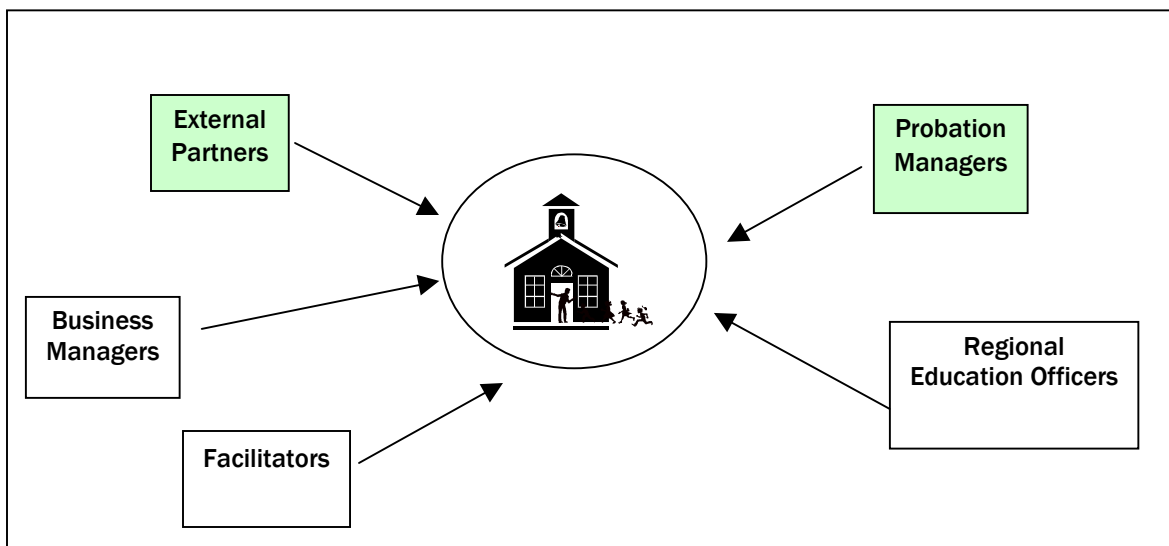 External
Partners
Probation
Managers
Business
Managers
Regional
Education Officers
Facilitators